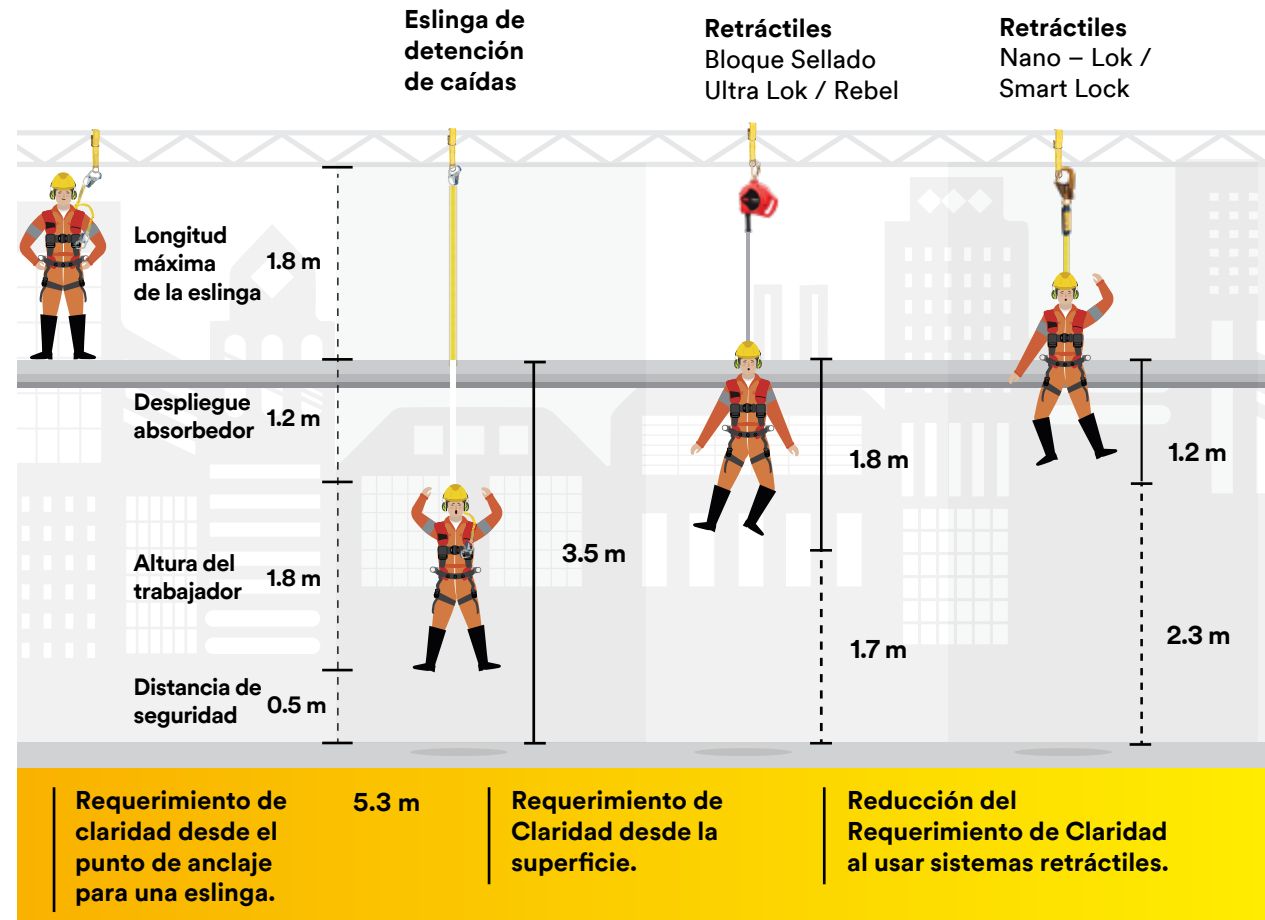 Eslinga de
detención
de caídas
Retráctiles
Bloque Sellado
Ultra Lok / Rebel
Retráctiles
Nano – Lok /
Smart Lock
Longitud
máxima
de la eslinga
1.8 m
Despliegue
absorbedor
1.2 m
Altura del
trabajador
1.8 m
Distancia de
seguridad
0.5 m
3.5 m
1.8 m
1.7 m
1.2 m
2.3 m
Requerimiento de
claridad desde el
punto de anclaje
para una eslinga.
5.3 m
Requerimiento de
Claridad desde la
superficie.
Reducción del
Requerimiento de Claridad
al usar sistemas retráctiles.